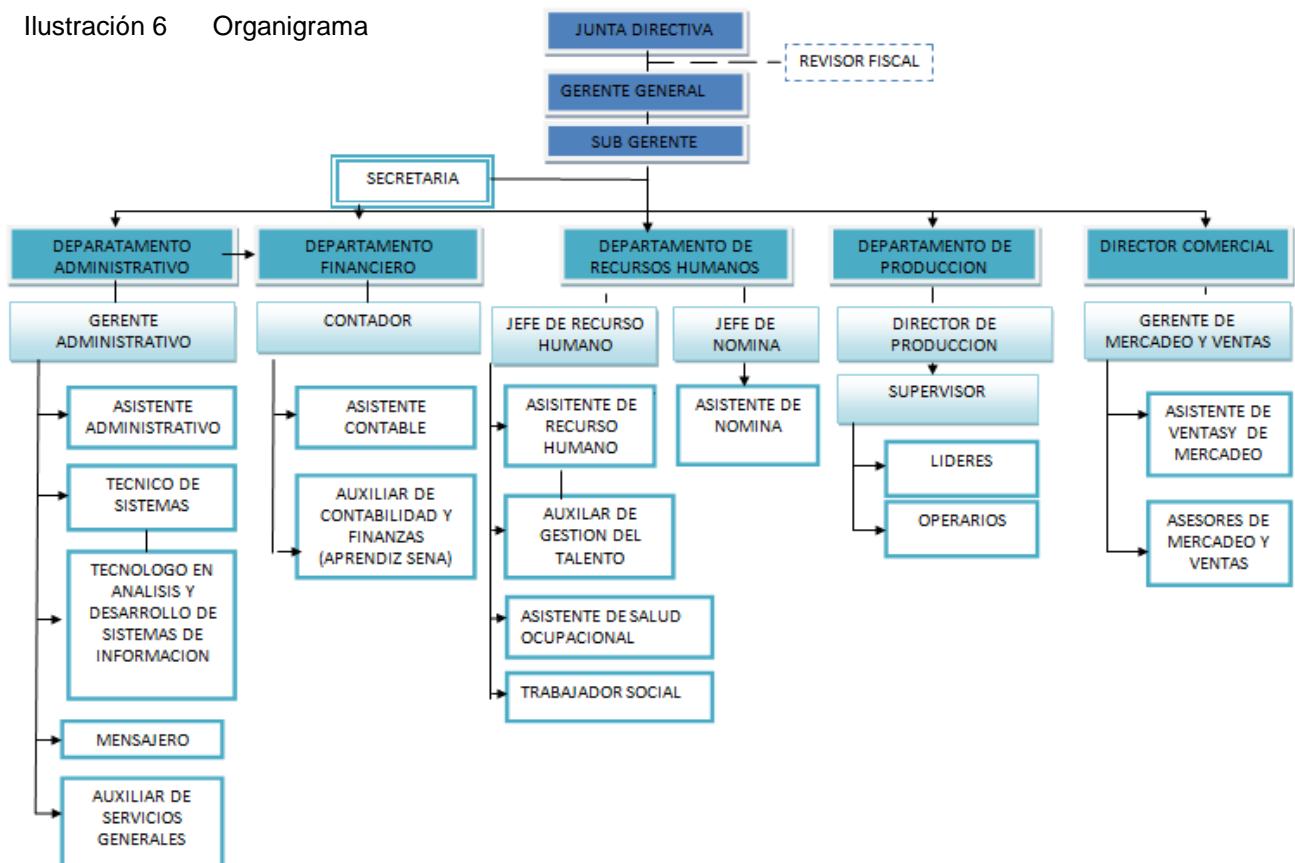 Ilustración 6 Organigrama
JUNTA DIRECTIVA
REVISOR FISCAL
GERENTE GENERAL
SUB GERENTE
SECRETARIA
DEPARATAMENTO
ADMINISTRATIVO
DEPARTAMENTO
FINANCIERO
DEPARTAMENTO DE
RECURSOS HUMANOS
DEPARTAMENTO DE
PRODUCCION
DIRECTOR COMERCIAL
GERENTE
ADMINISTRATIVO
CONTADOR
JEFE DE RECURSO
HUMANO
JEFE DE
NOMINA
DIRECTOR DE
PRODUCCION
GERENTE DE
MERCADEO Y VENTAS
ASISTENTE
ADMINISTRATIVO
TECNICO DE
SISTEMAS
TECNOLOGO EN
ANALISIS Y
DESARROLLO DE
SISTEMAS DE
INFORMACION
MENSAJERO
AUXILIAR DE
SERVICIOS
GENERALES
ASISTENTE
CONTABLE
AUXILIAR DE
CONTABILIDAD Y
FINANZAS
(APRENDIZ SENA)
ASISITENTE DE
RECURSO
HUMANO
AUXILAR DE
GESTION DEL
TALENTO
ASISTENTE DE SALUD
OCUPACIONAL
TRABAJADOR SOCIAL
ASISTENTE DE
NOMINA
SUPERVISOR
LIDERES
OPERARIOS
ASISTENTE DE
VENTASY DE
MERCADEO
ASESORES DE
MERCADEO Y
VENTAS